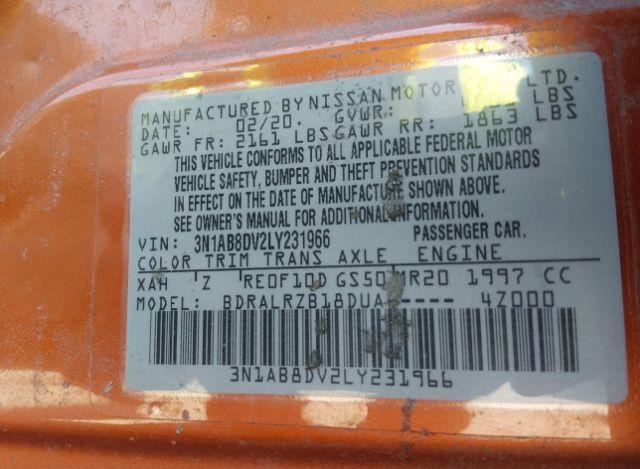 MANUFACTURED BY NISSAN MOTOR LTD.
DATE: 02/20. GVWR: LBS
GAWR FR: 2161 LBS GAWR RR: 1863 LBS
THIS VEHICLE CONFORMS TO ALL APPLICABLE FEDERAL MOTOR
VEHICLE SAFETY, BUMPER AND THEFT PREVENTION STANDARDS
IN EFFECT ON THE DATE OF MANUFACTURE SHOWN ABOVE.
SEE OWNER'S MANUAL FOR ADDITIONAL INFORMATION.
VIN: 3N1AB8DV2LY231966 PASSENGER CAR.
COLOR TRIM TRANS AXLE ENGINE
XAH Z RE0F10D GS50 MR20 1997 CC
MODEL: BDRALRZB18DUA----- 4Z000
3N1AB8DV2LY231966